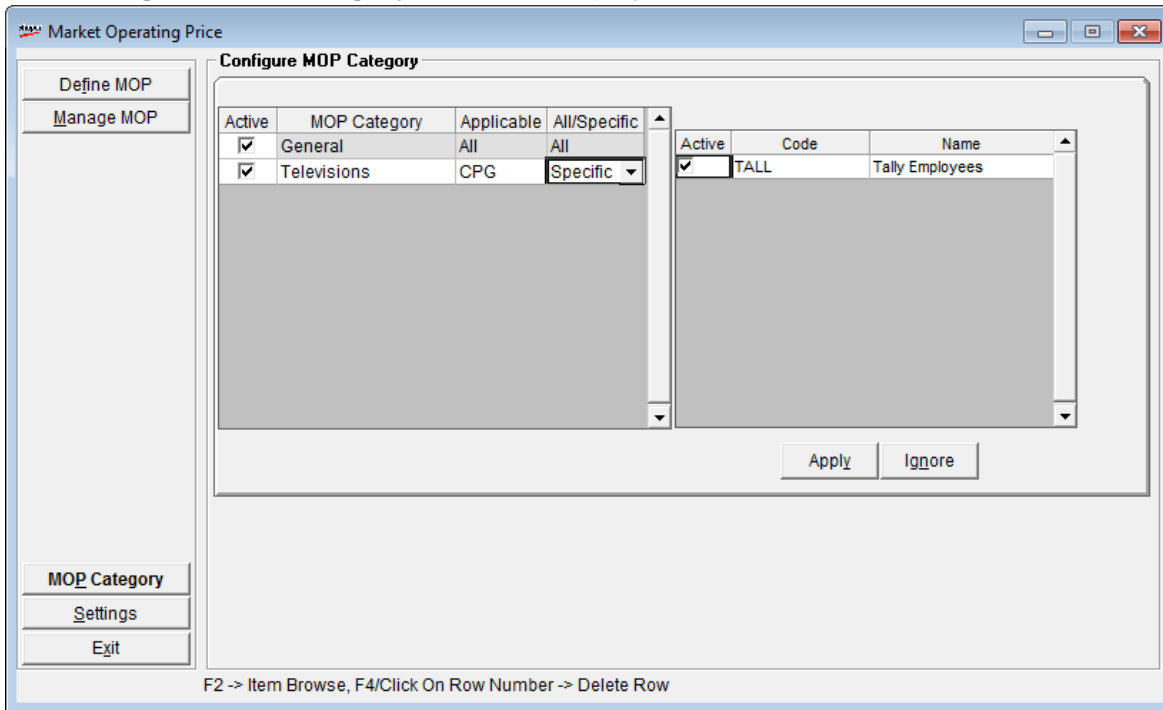 Market Operating Price
Configure MOP Category
Define MOP
Manage MOP
Active MOP Category Applicable All/Specific
General All All
Televisions CPG Specific
Active Code Name
TALL Tally Employees
Apply Ignore
MOP Category
Settings
Exit
F2 -> Item Browse, F4/Click On Row Number -> Delete Row